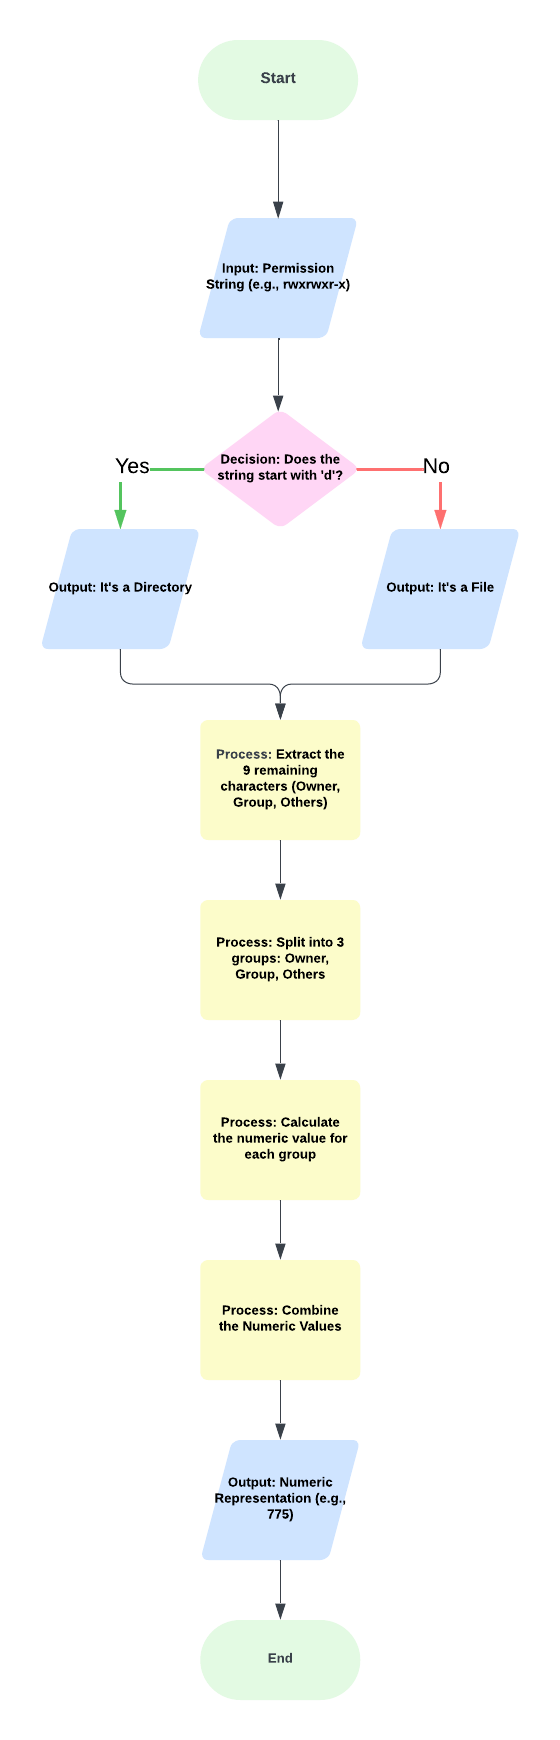 Start
Input: Permission
String (e.g., rwxrwxr-x)
Decision: Does the
string start with 'd'?
Yes
No
Output: It's a Directory
Output: It's a File
Process: Extract the
9 remaining
characters (Owner,
Group, Others)
Process: Split into 3
groups: Owner,
Group, Others
Process: Calculate
the numeric value for
each group
Process: Combine
the Numeric Values
Output: Numeric
Representation (e.g.,
775)
End